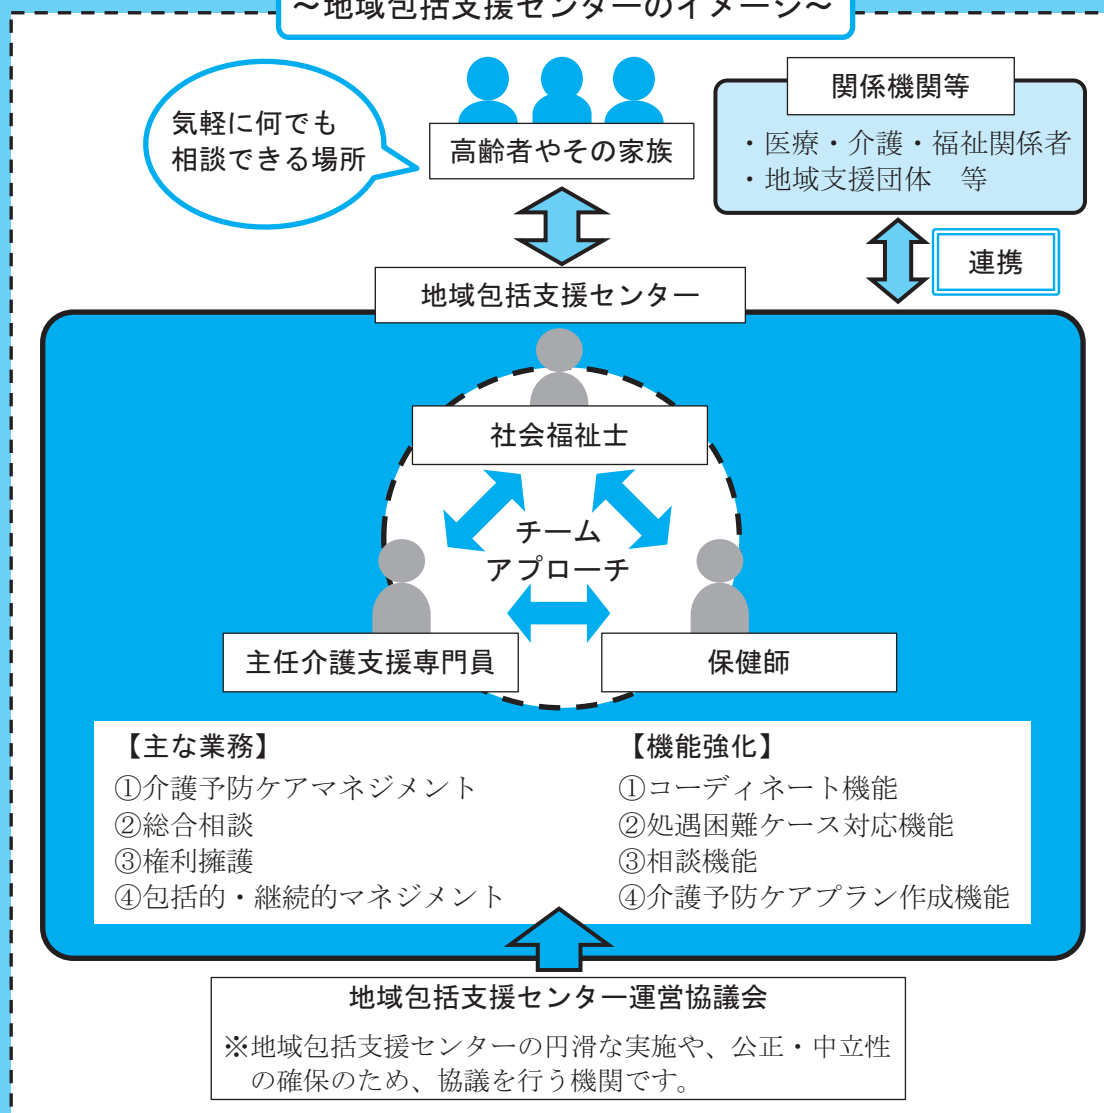 ～地域包括支援センターのイメージ～
気軽に何でも
相談できる場所
高齢者やその家族
関係機関等
・医療・介護・福祉関係者
・地域支援団体　等
連携
地域包括支援センター
社会福祉士
チーム
アプローチ
主任介護支援専門員
保健師
【主な業務】
①介護予防ケアマネジメント
②総合相談
③権利擁護
④包括的・継続的マネジメント
【機能強化】
①コーディネート機能
②処遇困難ケース対応機能
③相談機能
④介護予防ケアプラン作成機能
地域包括支援センター運営協議会
※地域包括支援センターの円滑な実施や、公正・中立性
の確保のため、協議を行う機関です。